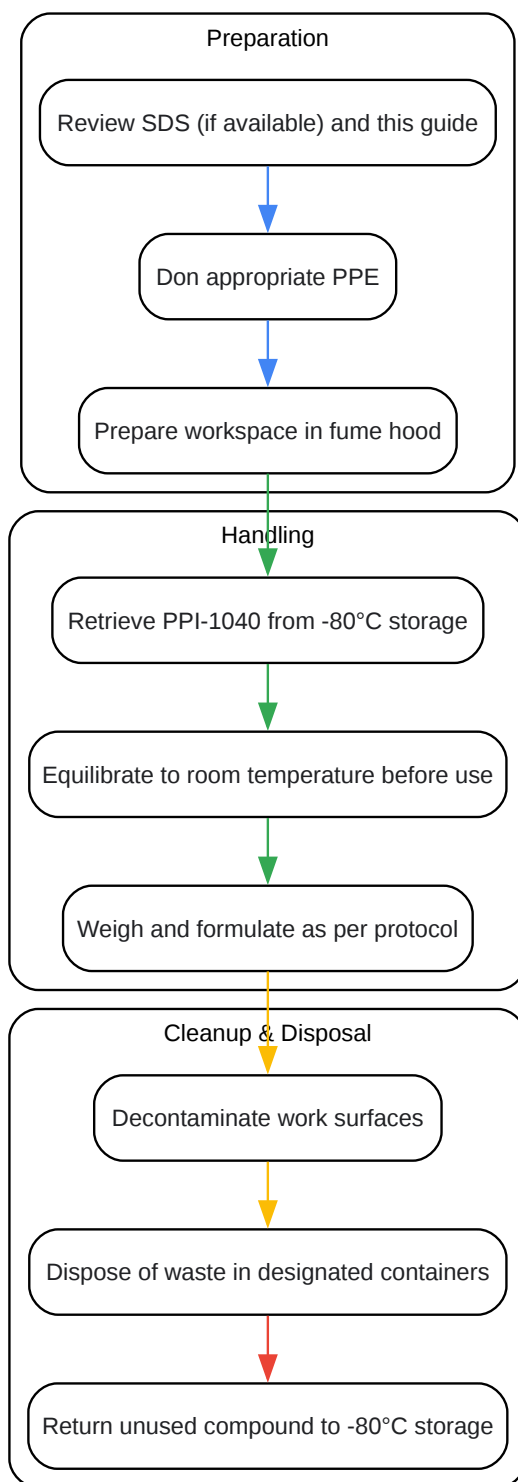 Preparation
Review SDS (if available) and this guide
Don appropriate PPE
Prepare workspace in fume hood
Handling
Retrieve PPI-1040 from -80°C storage
Equilibrate to room temperature before use
Weigh and formulate as per protocol
Cleanup & Disposal
Decontaminate work surfaces
Dispose of waste in designated containers
Return unused compound to -80°C storage